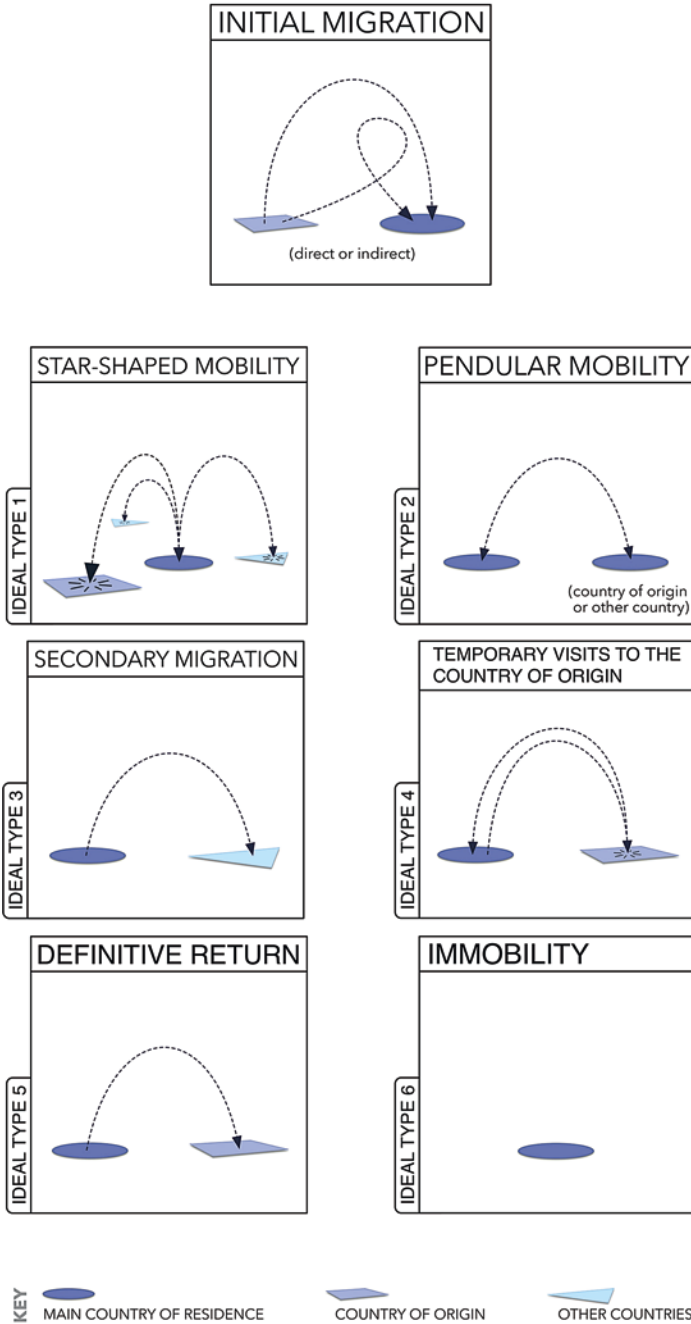 INITIAL MIGRATION
(direct or indirect)
STAR-SHAPED MOBILITY
IDEAL TYPE 1
PENDULAR MOBILITY
IDEAL TYPE 2
(country of origin
or other country)
SECONDARY MIGRATION
IDEAL TYPE 3
TEMPORARY VISITS TO THE
COUNTRY OF ORIGIN
IDEAL TYPE 4
DEFINITIVE RETURN
IDEAL TYPE 5
IMMOBILITY
IDEAL TYPE 6
KEY
MAIN COUNTRY OF RESIDENCE
COUNTRY OF ORIGIN
OTHER COUNTRIES